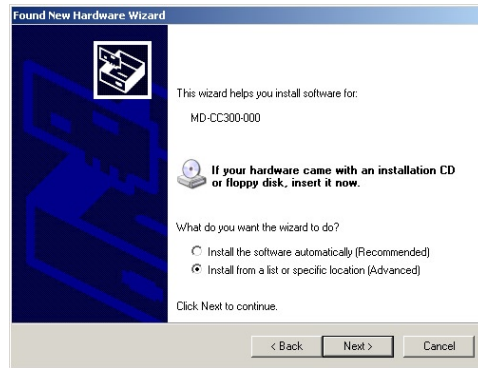 Found New Hardware Wizard
This wizard helps you install software for:
MD-CC300-000
If your hardware came with an installation CD
or floppy disk, insert it now.
What do you want the wizard to do?
Install the software automatically (Recommended)
Install from a list or specific location (Advanced)
Click Next to continue.
< Back Next > Cancel